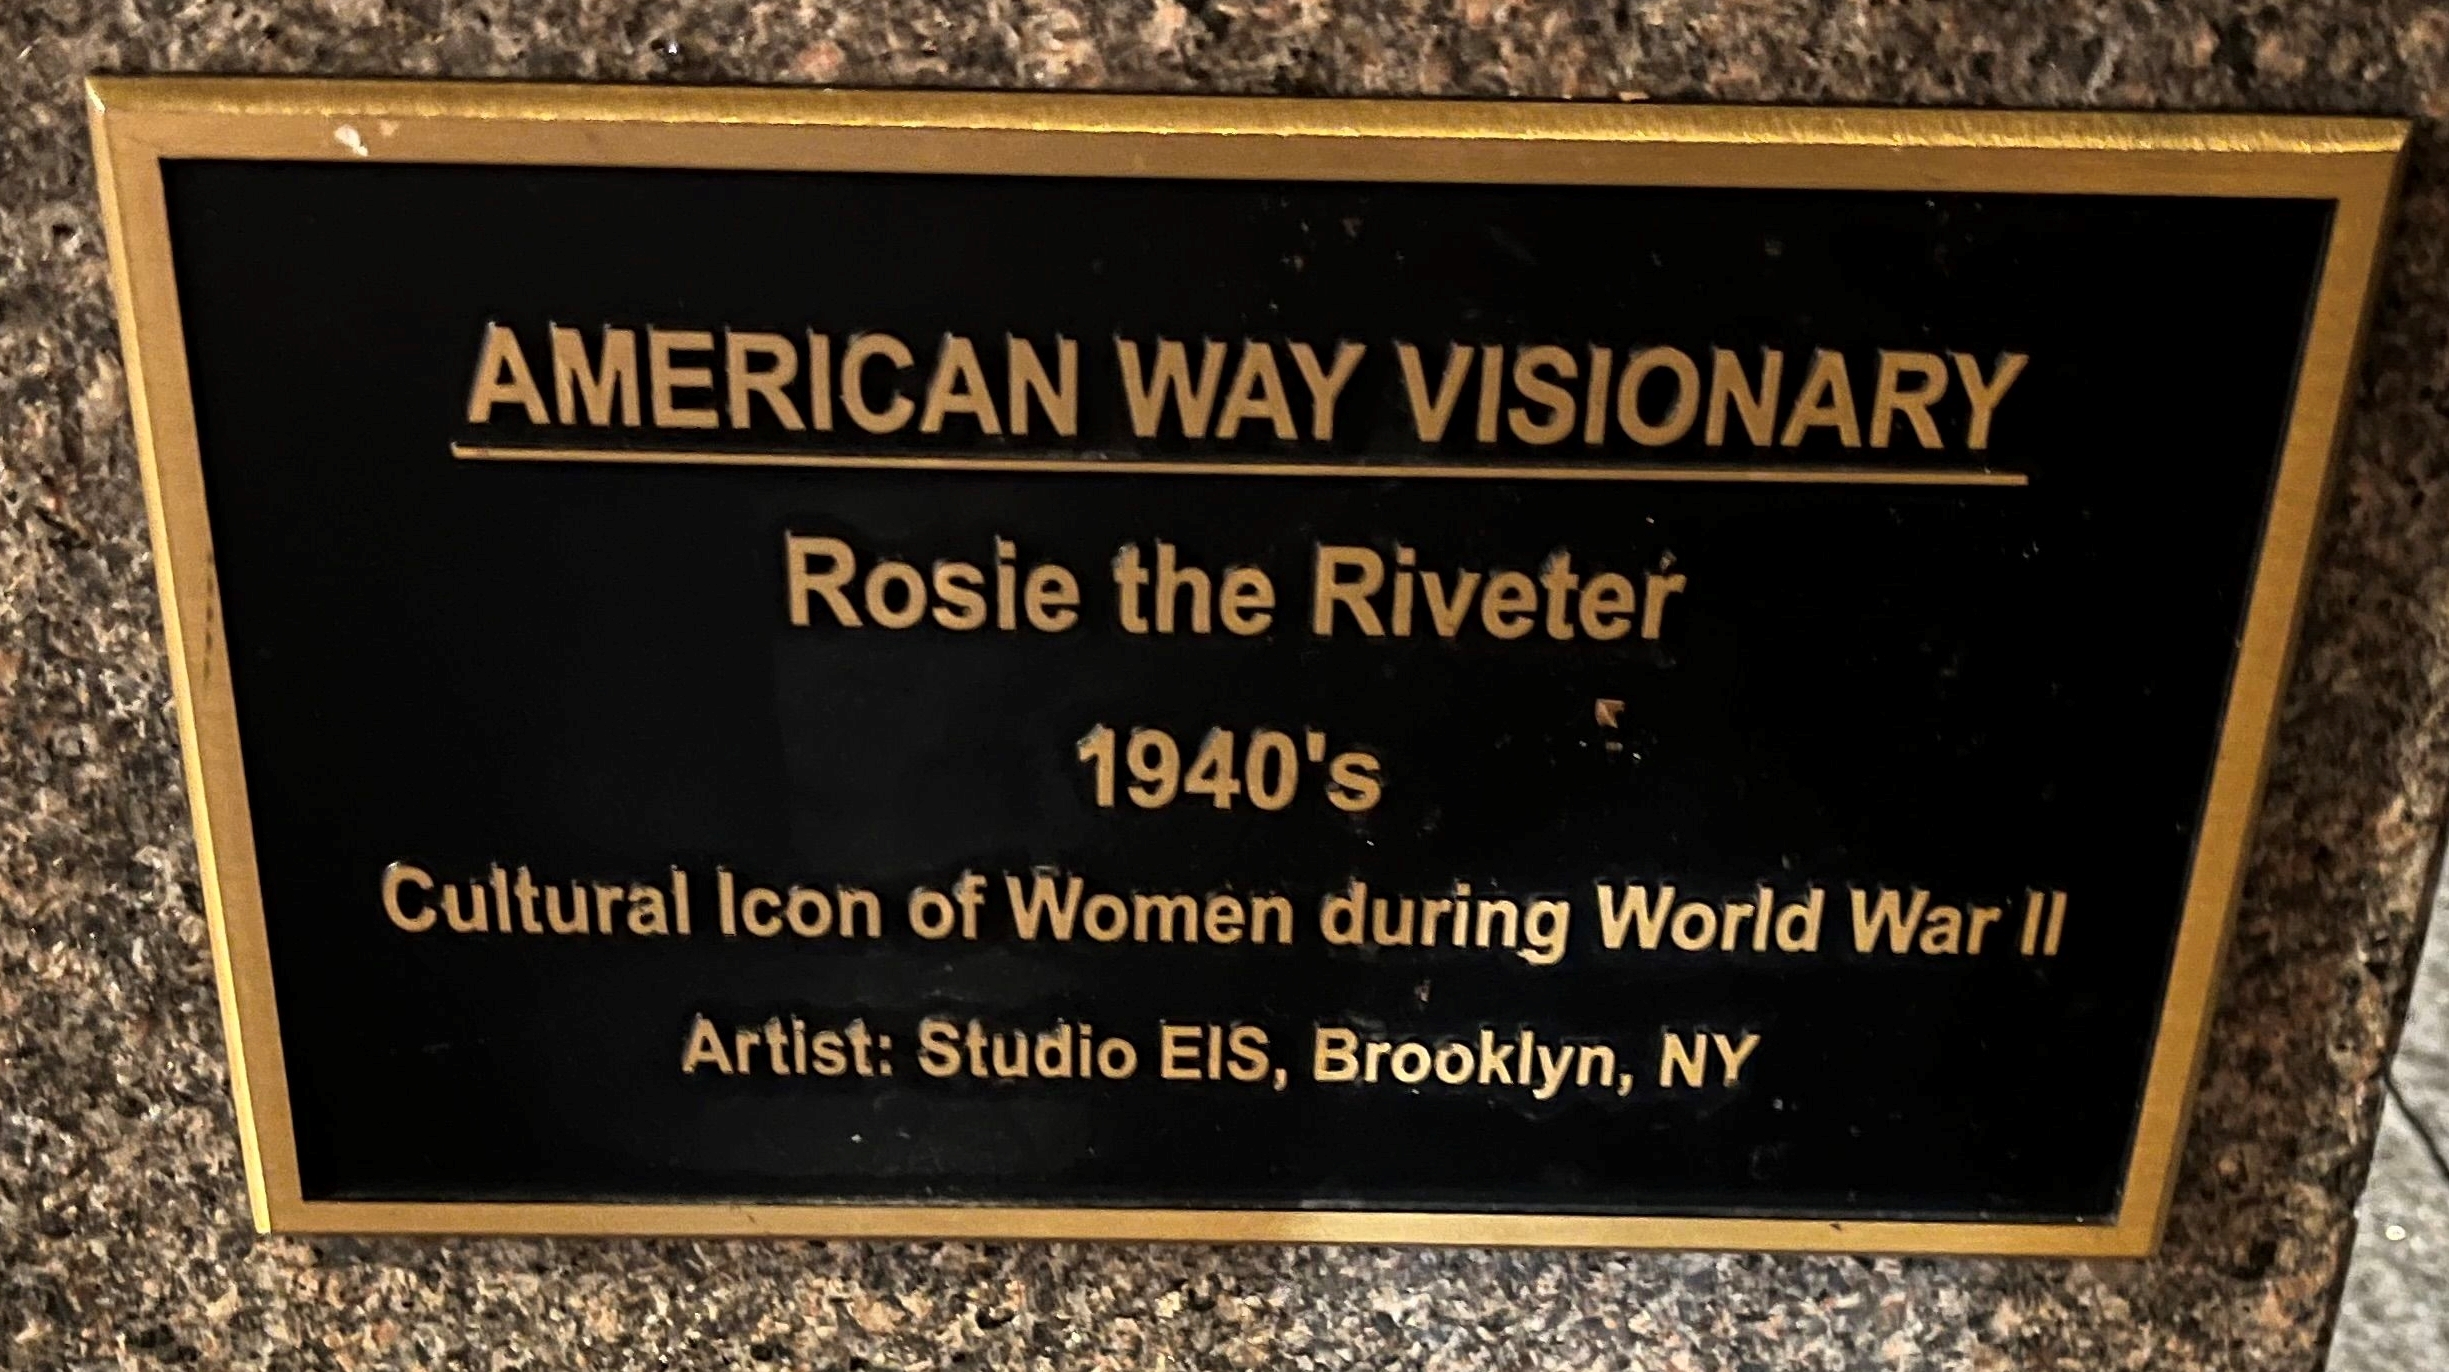 AMERICAN WAY VISIONARY
Rosie the Riveter
1940's
Cultural Icon of Women during World War II
Artist: Studio EIS, Brooklyn, NY